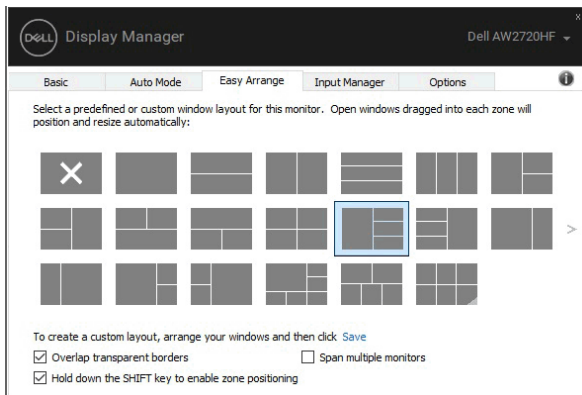 DELL Display Manager Dell AW2720HF
Basic Auto Mode Easy Arrange Input Manager Options
Select a predefined or custom window layout for this monitor. Open windows dragged into each zone will
position and resize automatically:
To create a custom layout, arrange your windows and then click Save
Overlap transparent borders Span multiple monitors
Hold down the SHIFT key to enable zone positioning